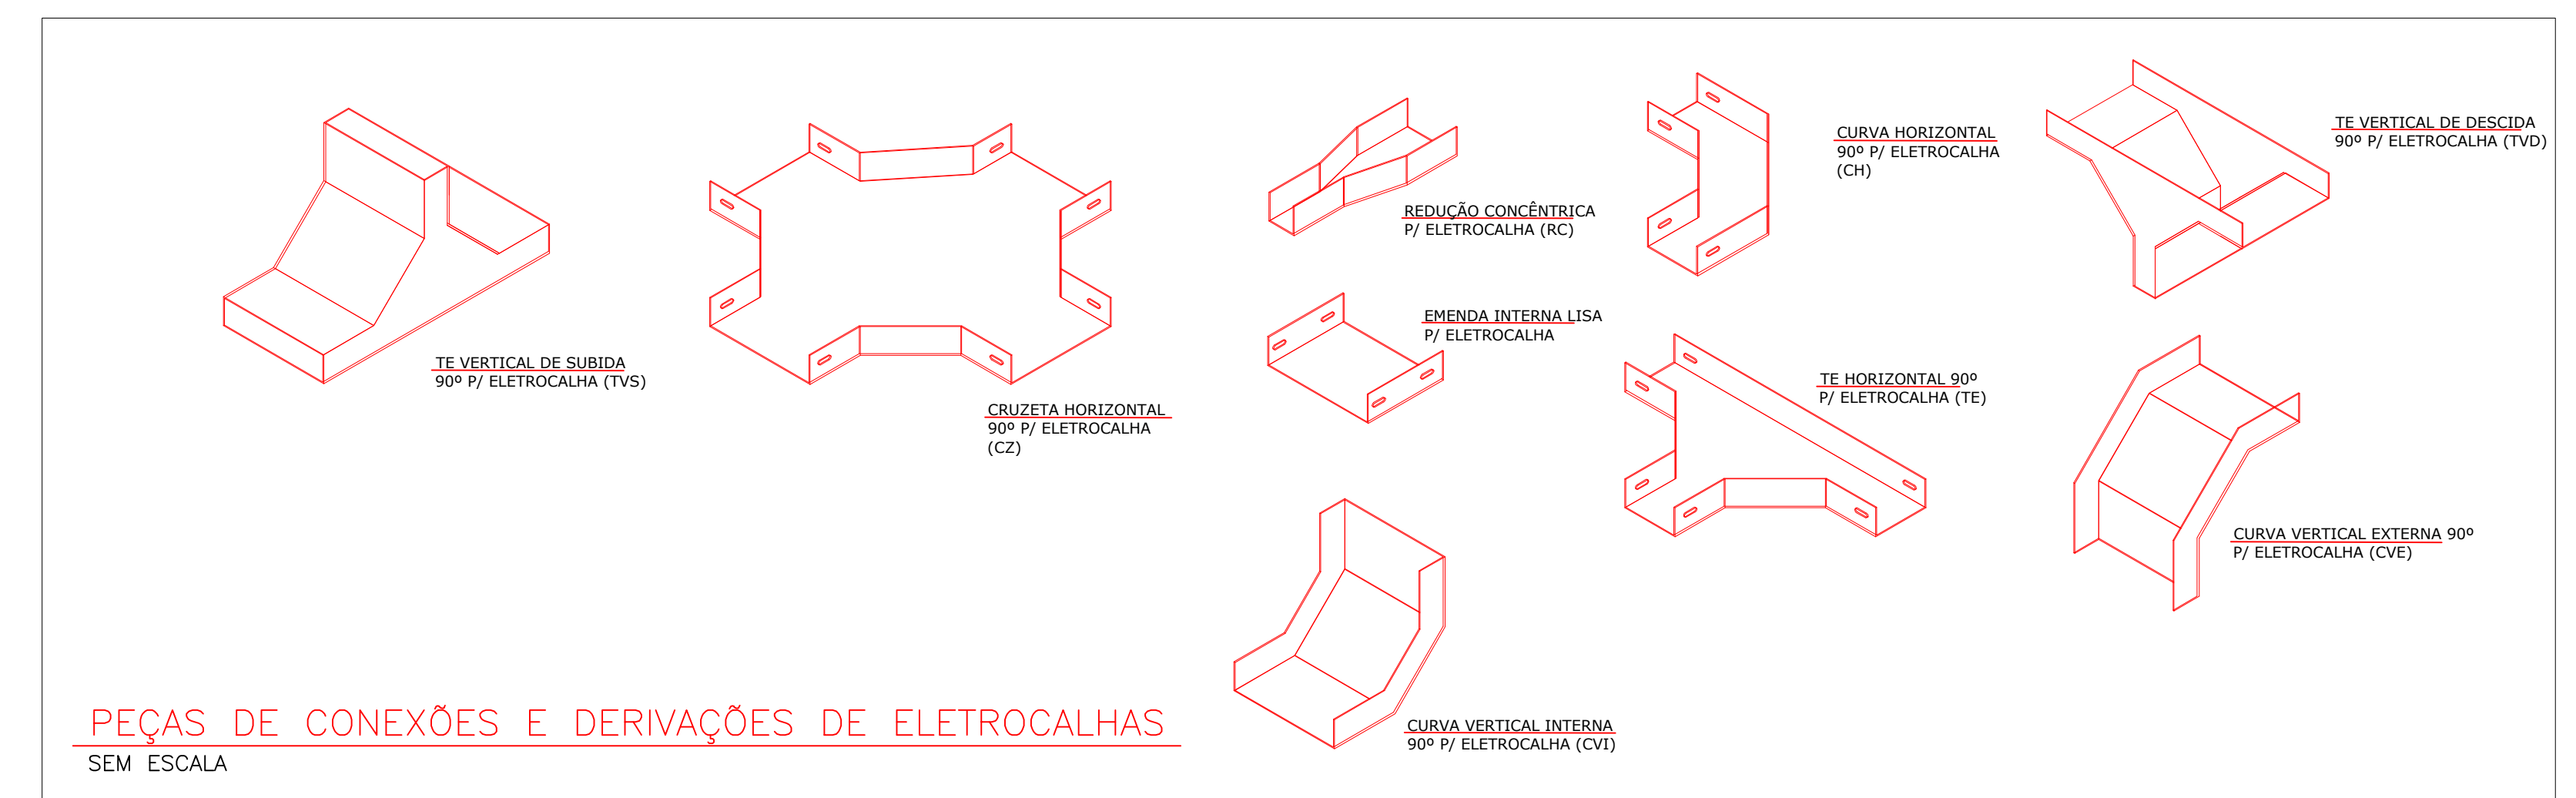 TE VERTICAL DE SUBIDA
90º P/ ELETROCALHA (TVS)
CRUZETA HORIZONTAL
90º P/ ELETROCALHA
(CZ)
REDUÇÃO CONCÊNTRICA
P/ ELETROCALHA (RC)
EMENDA INTERNA LISA
P/ ELETROCALHA
CURVA VERTICAL INTERNA
90º P/ ELETROCALHA (CVI)
CURVA HORIZONTAL
90º P/ ELETROCALHA
(CH)
TE HORIZONTAL 90º
P/ ELETROCALHA (TE)
TE VERTICAL DE DESCIDA
90º P/ ELETROCALHA (TVD)
CURVA VERTICAL EXTERNA 90º
P/ ELETROCALHA (CVE)
PEÇAS DE CONEXÕES E DERIVAÇÕES DE ELETROCALHAS
SEM ESCALA